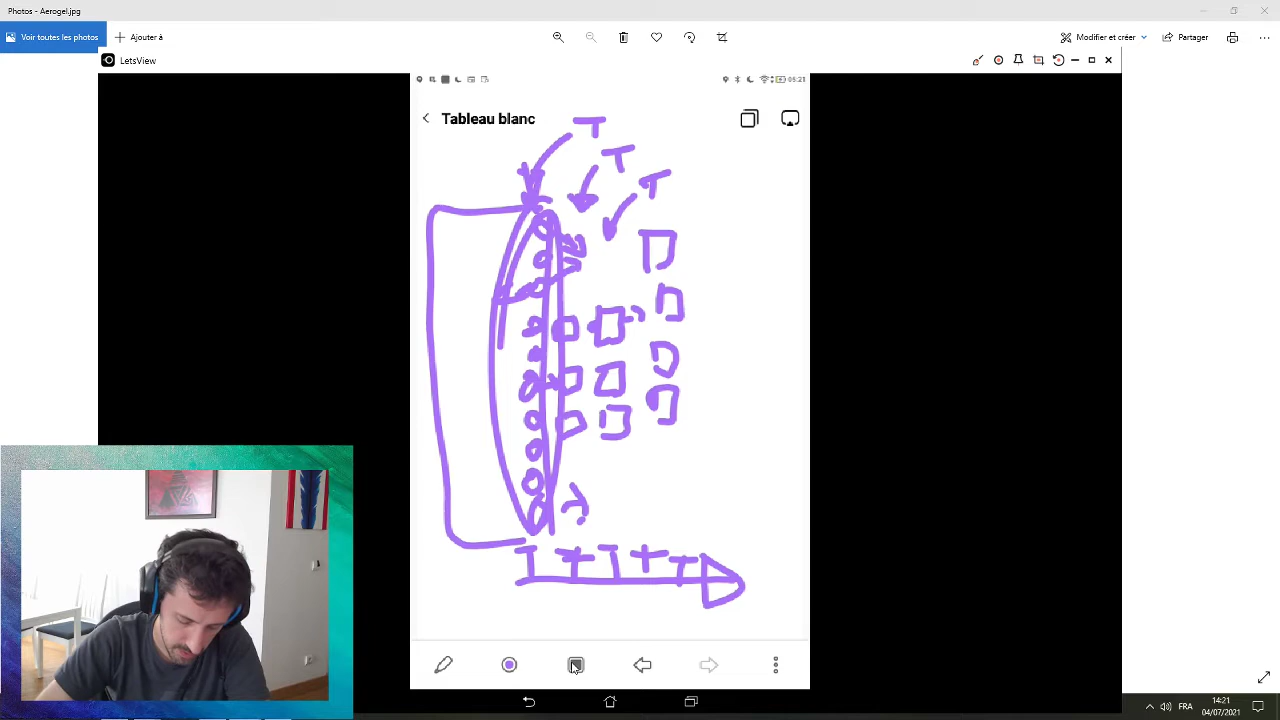 Photos - Aerogel.jpg
Voir toutes les photos
Ajouter à
Modifier et créer
Partager
LetsView
Tableau blanc
T
T
T
T + T + T
FRA
14:21
04/07/2021